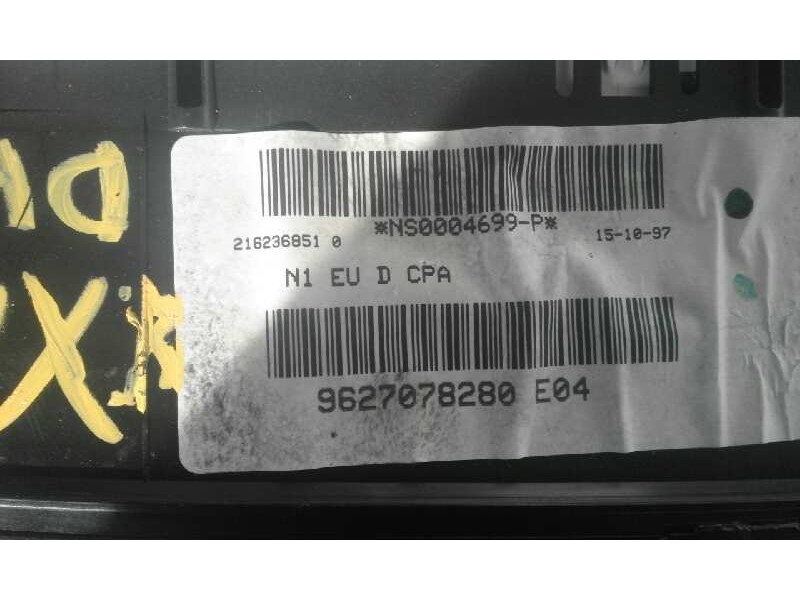 *NS0004699-P*
216236851 0
15-10-97
N1 EU D CPA
9627078280 E04